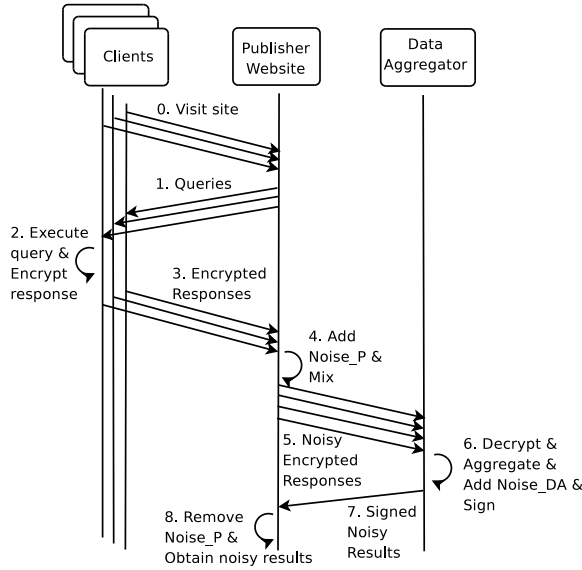 Clients
Publisher
Website
Data
Aggregator
0. Visit site
1. Queries
2. Execute
query &
Encrypt
response
3. Encrypted
Responses
4. Add
Noise_P &
Mix
5. Noisy
Encrypted
Responses
6. Decrypt &
Aggregate &
Add Noise_DA &
Sign
7. Signed
Noisy
Results
8. Remove
Noise_P &
Obtain noisy results